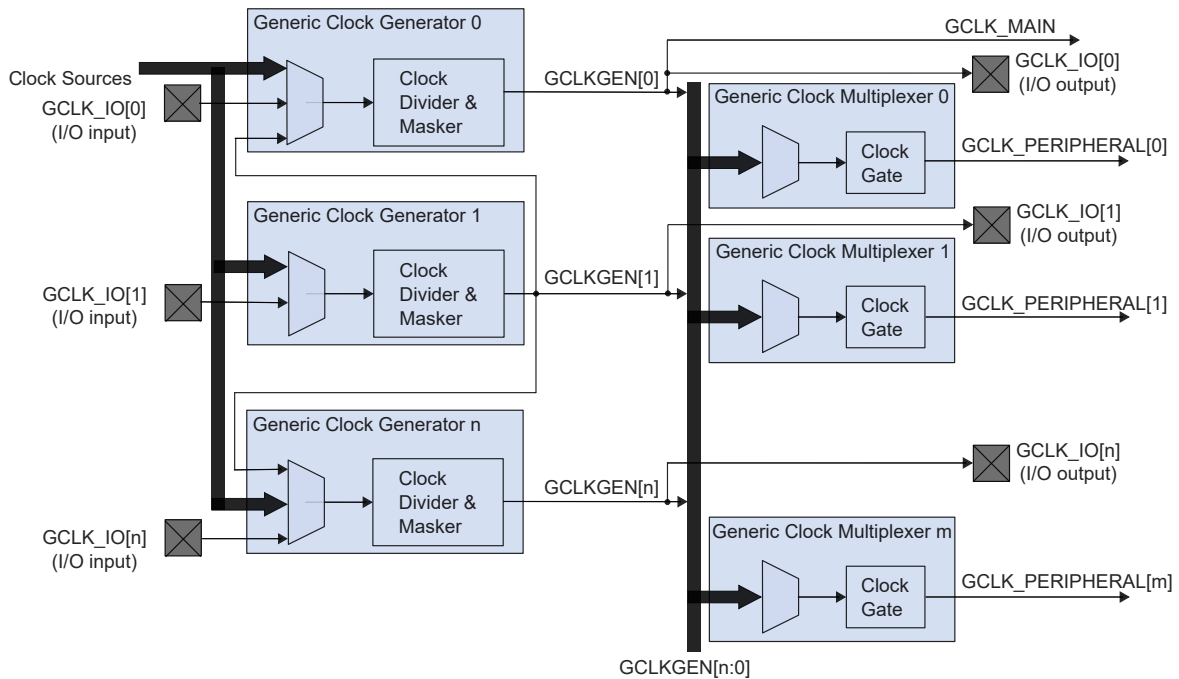 Generic Clock Generator 0
Clock Sources
GCLK_IO[0]
(I/O input)
Clock
Divider &
Masker
GCLKGEN[0]
GCLK_MAIN
GCLK_IO[0]
(I/O output)
Generic Clock Multiplexer 0
Clock
Gate
GCLK_PERIPHERAL[0]
Generic Clock Generator 1
GCLK_IO[1]
(I/O input)
Clock
Divider &
Masker
GCLKGEN[1]
GCLK_IO[1]
(I/O output)
Generic Clock Multiplexer 1
Clock
Gate
GCLK_PERIPHERAL[1]
Generic Clock Generator n
GCLK_IO[n]
(I/O input)
Clock
Divider &
Masker
GCLKGEN[n]
GCLK_IO[n]
(I/O output)
Generic Clock Multiplexer m
Clock
Gate
GCLK_PERIPHERAL[m]
GCLKGEN[n:0]